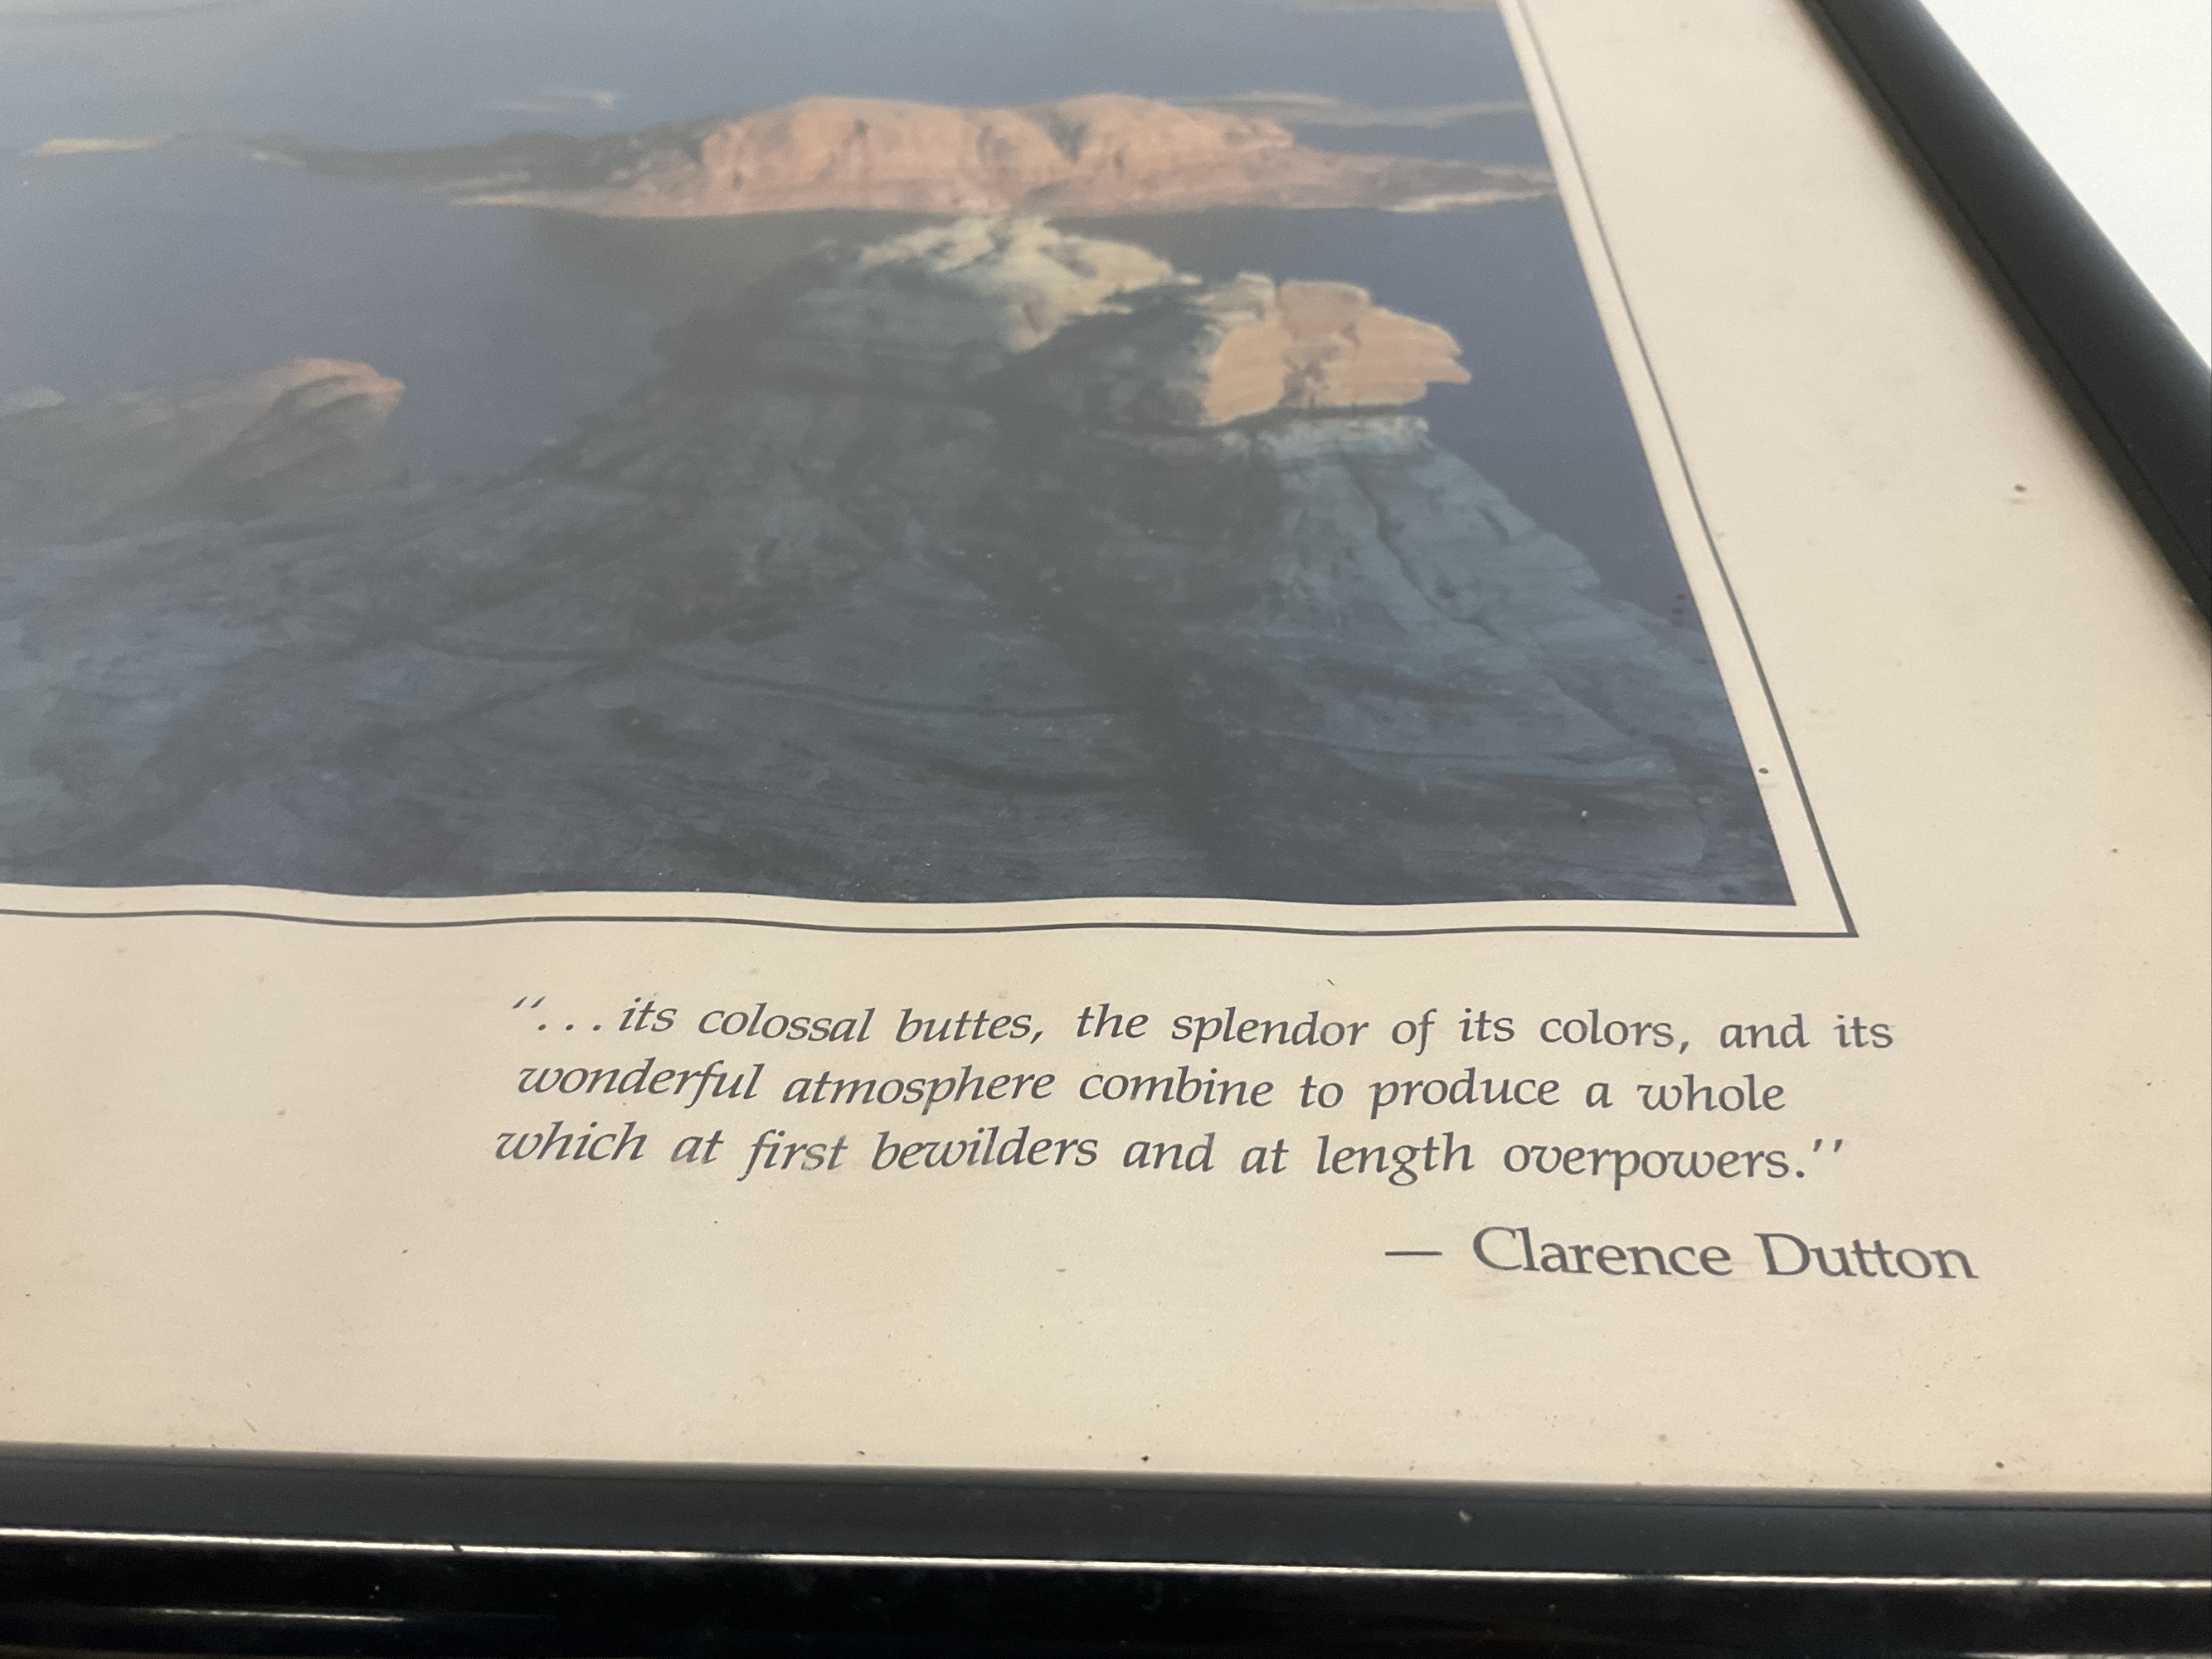 “. . . its colossal buttes, the splendor of its colors, and its
wonderful atmosphere combine to produce a whole
which at first bewilders and at length overpowers.’’
— Clarence Dutton